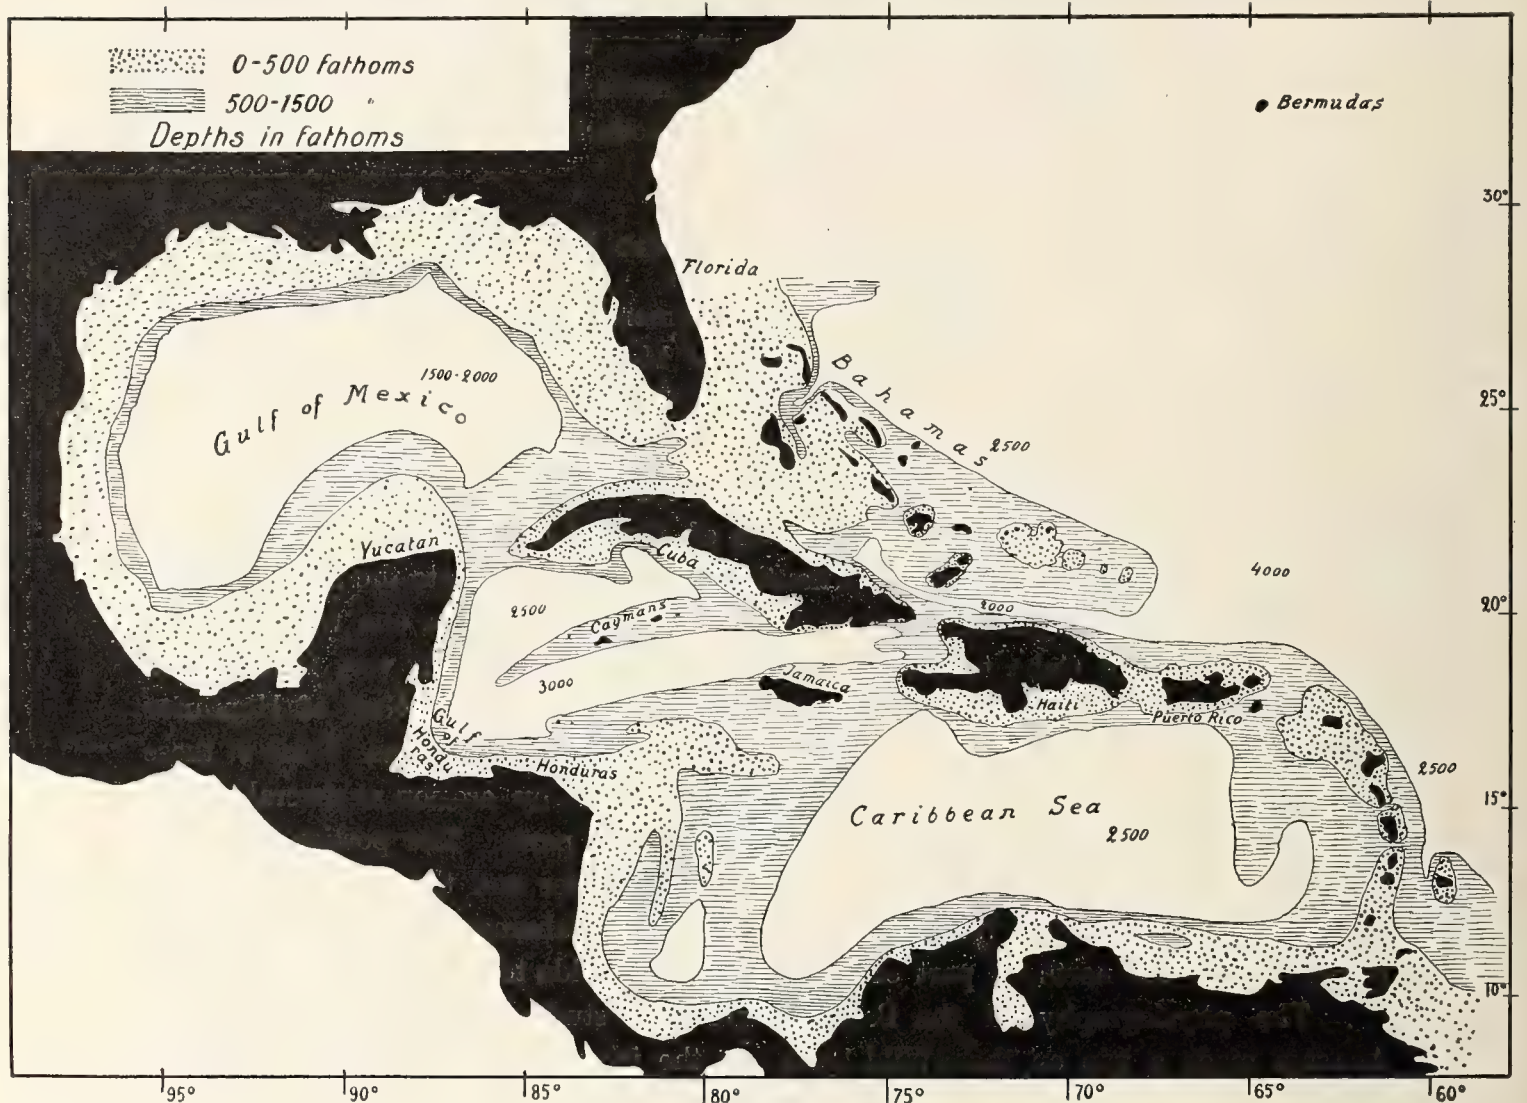 0-500 fathoms
500-1500 "
Depths in fathoms
Bermudas
30°
Florida
Bahamas
1500-2000
Gulf of Mexico
25°
2500
Yucatan
Cuba
4000
2500
Caymans
2000
20°
3000
Jamaica
Haiti
Puerto Rico
Gulf
of
Hondu
ras
Honduras
2500
Caribbean Sea
2500
15°
10°
95°
90°
85°
80°
75°
70°
65°
60°